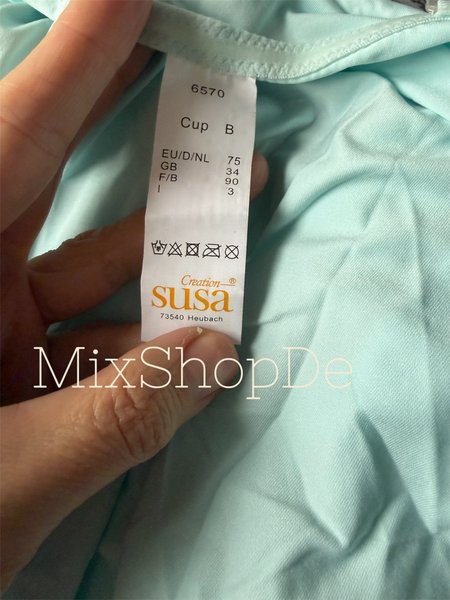 6570
Cup B
EU/D/NL 75
GB 34
F/B 90
I 3
Creation ®
susa
73540 Heubach
MixShopDe